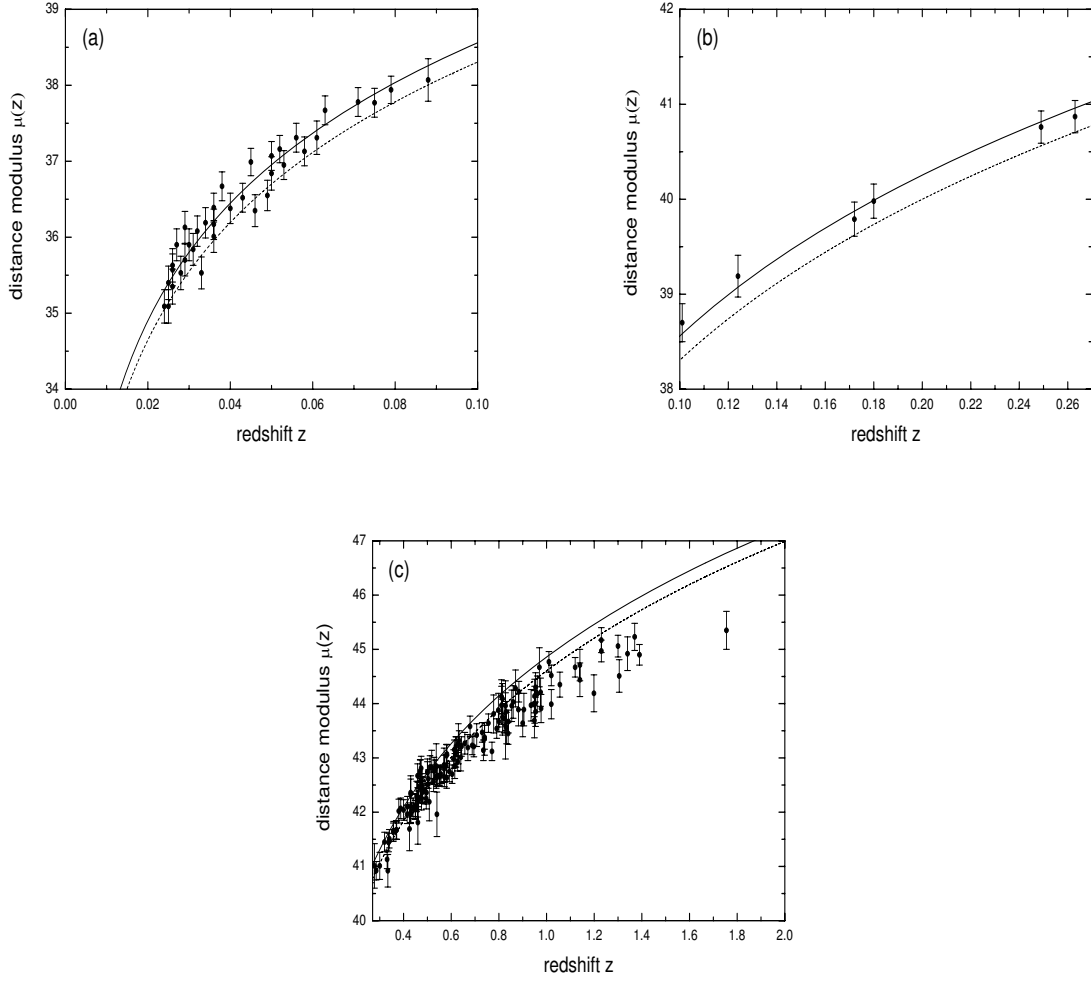 (a)
39
38
37
36
35
34
distance modulus μ(z)
0.00 0.02 0.04 0.06 0.08 0.10
redshift z
(b)
42
41
40
39
38
distance modulus μ(z)
0.10 0.12 0.14 0.16 0.18 0.20 0.22 0.24 0.26
redshift z
(c)
47
46
45
44
43
42
41
40
distance modulus μ(z)
0.4 0.6 0.8 1.0 1.2 1.4 1.6 1.8 2.0
redshift z